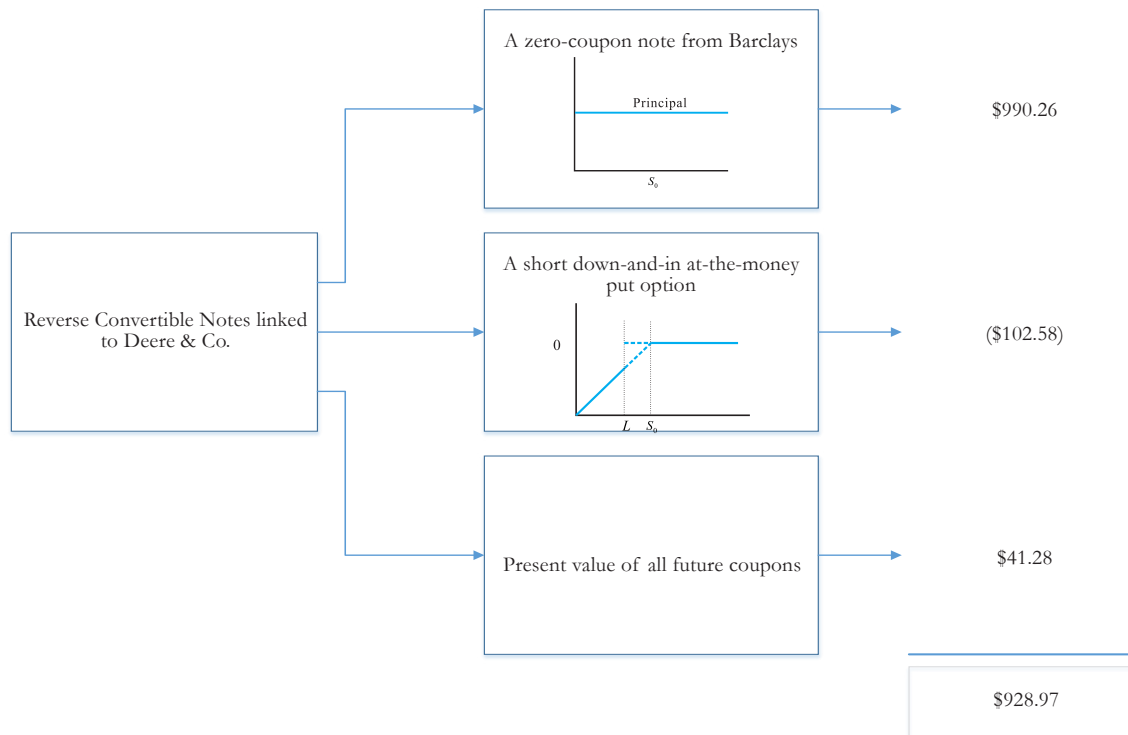 A zero-coupon note from Barclays
Principal
S₀
$990.26
Reverse Convertible Notes linked
to Deere & Co.
A short down-and-in at-the-money
put option
0
L S₀
($102.58)
Present value of all future coupons
$41.28
$928.97